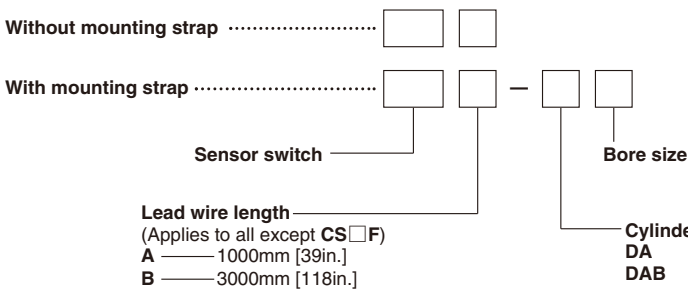 Without mounting strap
With mounting strap
Sensor switch
Bore size
Lead wire length
(Applies to all except CS□F)
A 1000mm [39in.]
B 3000mm [118in.]
DA
DAB